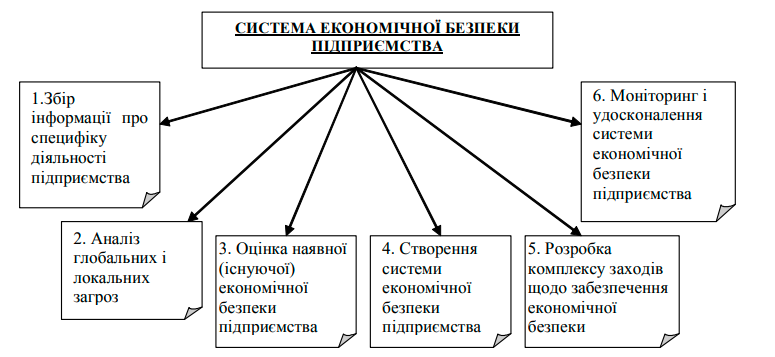 СИСТЕМА ЕКОНОМІЧНОЇ БЕЗПЕКИ
ПІДПРИЄМСТВА
1.Збір
інформації про
специфіку
діяльності
підприємства
2. Аналіз
глобальних і
локальних
загроз
3. Оцінка наявної
(існуючої)
економічної
безпеки
підприємства
4. Створення
системи
економічної
безпеки
підприємства
5. Розробка
комплексу заходів
щодо забезпечення
економічної
безпеки
6. Моніторинг і
удосконалення
системи
економічної
безпеки
підприємства